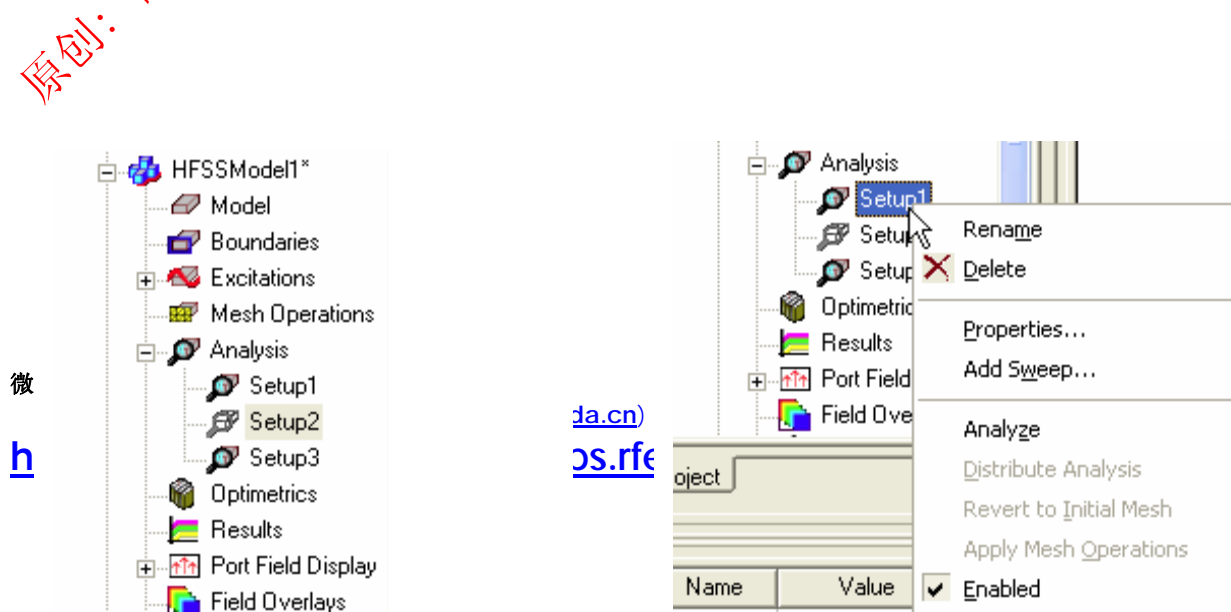 原创:
HFSSModel1*
Model
Boundaries
Excitations
Mesh Operations
Analysis
Setup1
Setup2
Setup3
Optimetrics
Results
Port Field Display
Field Overlays
微
h
da.cn)
os.rfe
Analysis
Setup1
Setup
Setup
Optimetric
Results
Port Field
Field Ove
oject
Name Value
Rename
Delete
Properties...
Add Sweep...
Analyze
Distribute Analysis
Revert to Initial Mesh
Apply Mesh Operations
Enabled